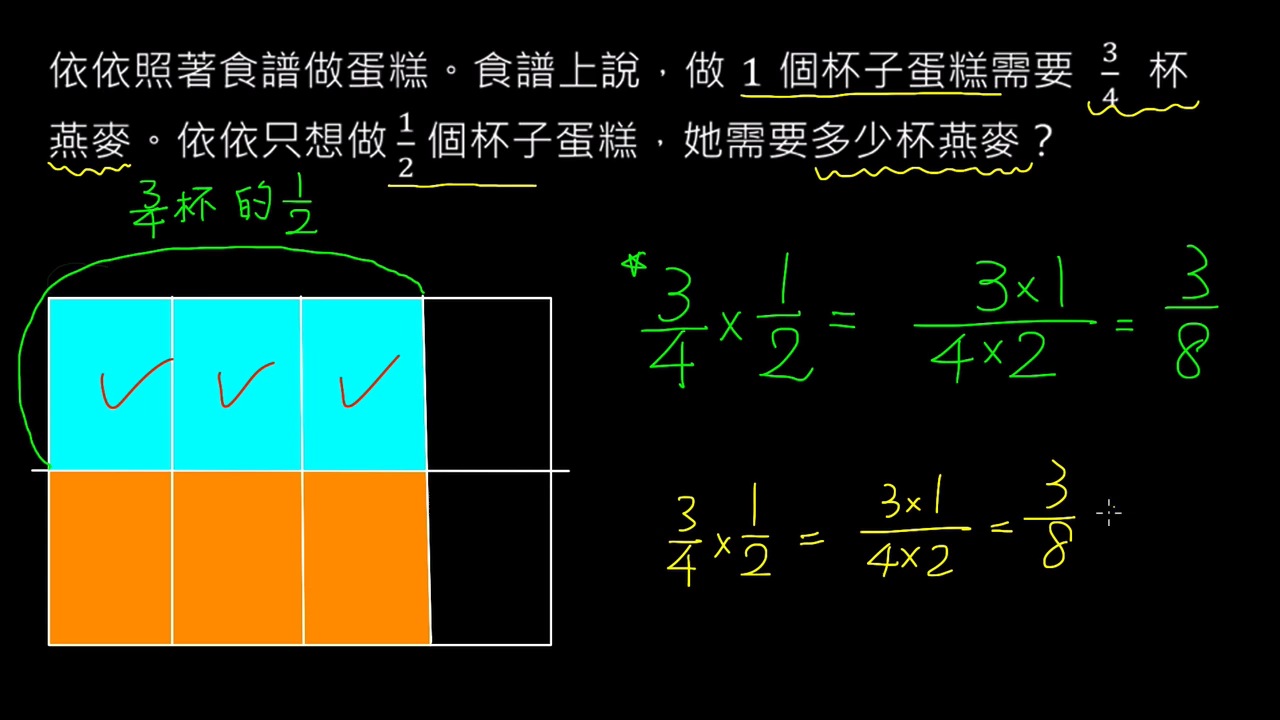 依依照著食譜做蛋糕。食譜上說，做 1 個杯子蛋糕需要 3/4 杯
燕麥。依依只想做 1/2 個杯子蛋糕，她需要多少杯燕麥？
3/4 杯 的 1/2
3/4 × 1/2 = 3×1/4×2 = 3/8
3/4 × 1/2 = 3×1/4×2 = 3/8